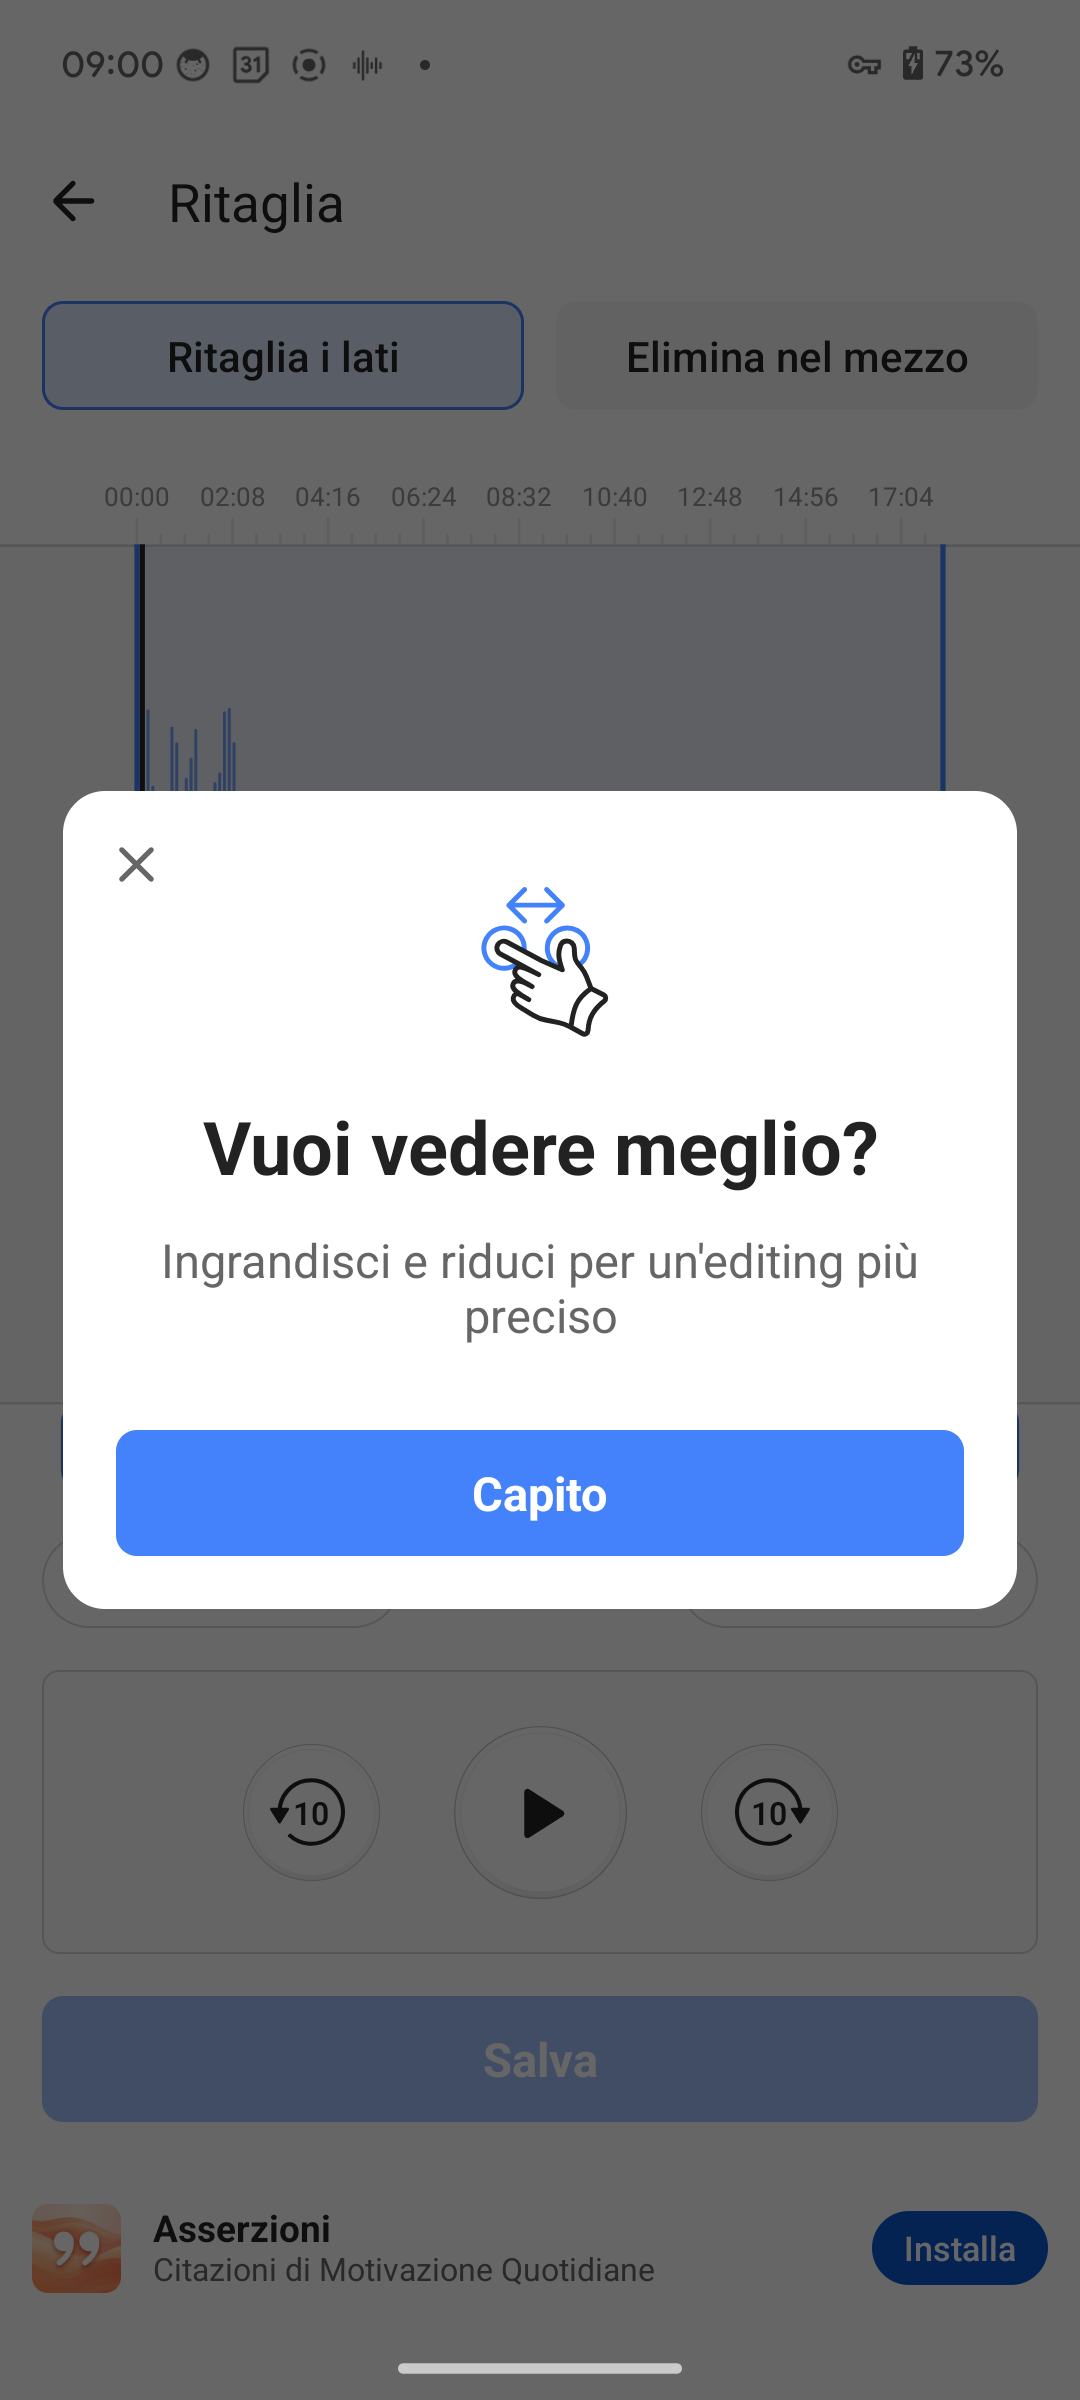 09:00 31 73%
Ritaglia
Ritaglia i lati Elimina nel mezzo
00:00 02:08 04:16 06:24 08:32 10:40 12:48 14:56 17:04
Vuoi vedere meglio?
Ingrandisci e riduci per un'editing più
preciso
Capito
10 10
Salva
Asserzioni
Citazioni di Motivazione Quotidiane
Installa